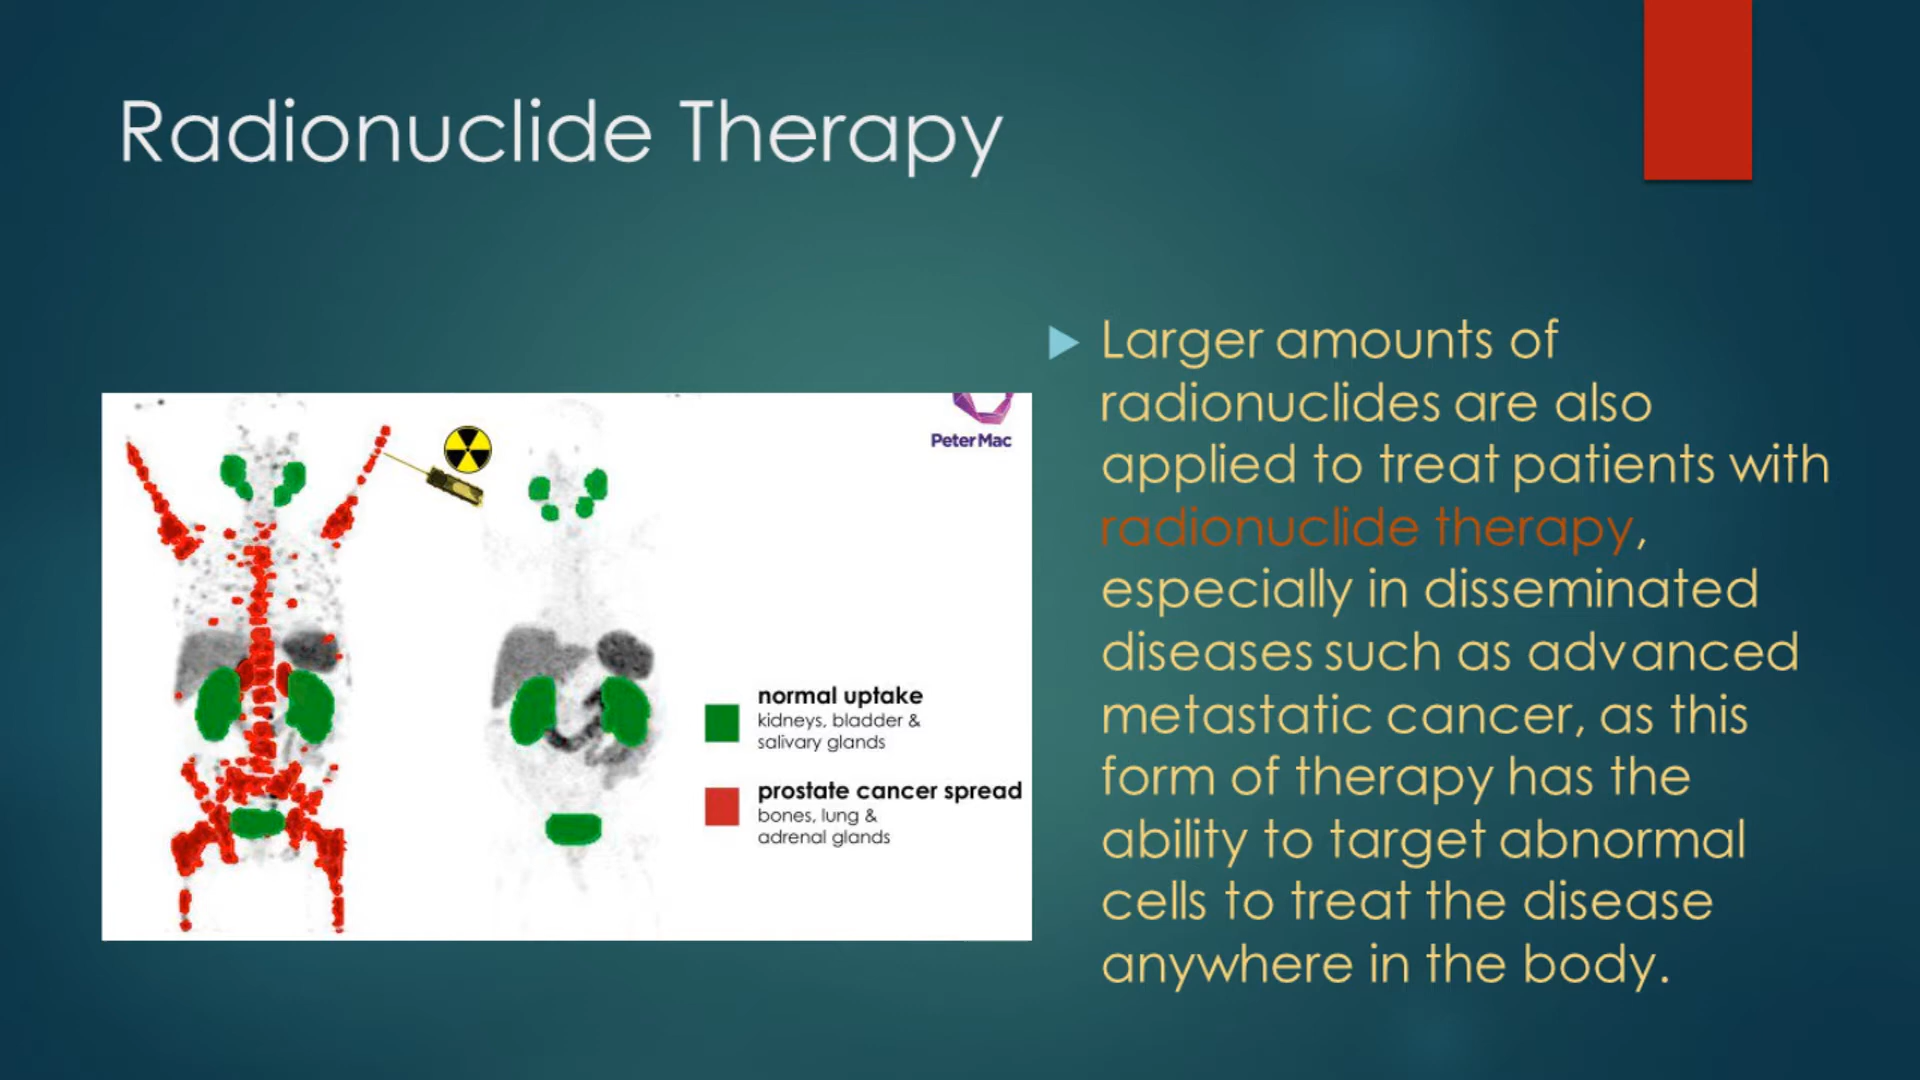 Radionuclide Therapy
PeterMac
normal uptake
kidneys, bladder &
salivary glands
prostate cancer spread
bones, lung &
adrenal glands
Larger amounts of
radionuclides are also
applied to treat patients with
radionuclide therapy,
especially in disseminated
diseases such as advanced
metastatic cancer, as this
form of therapy has the
ability to target abnormal
cells to treat the disease
anywhere in the body.